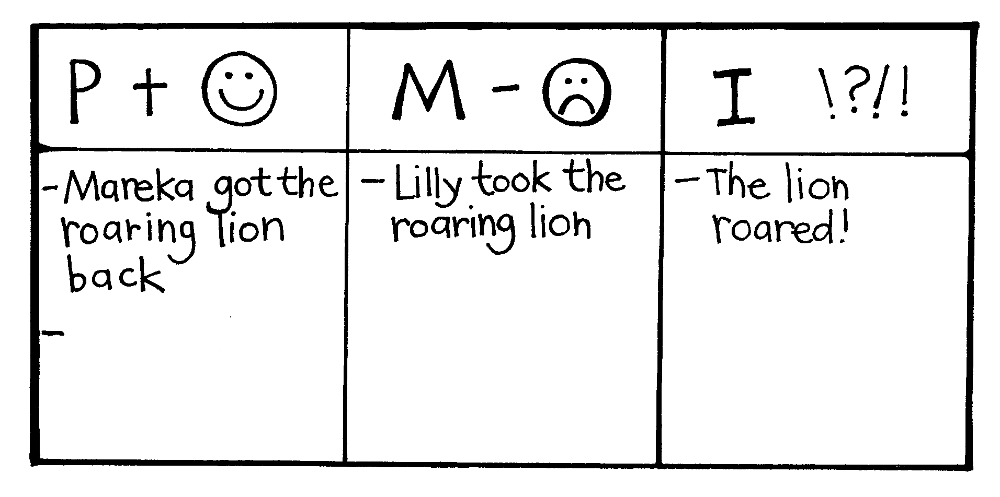 P +
M -
I \?/!
- Mareka got the
roaring lion
back
-
- Lilly took the
roaring lion
- The lion
roared!